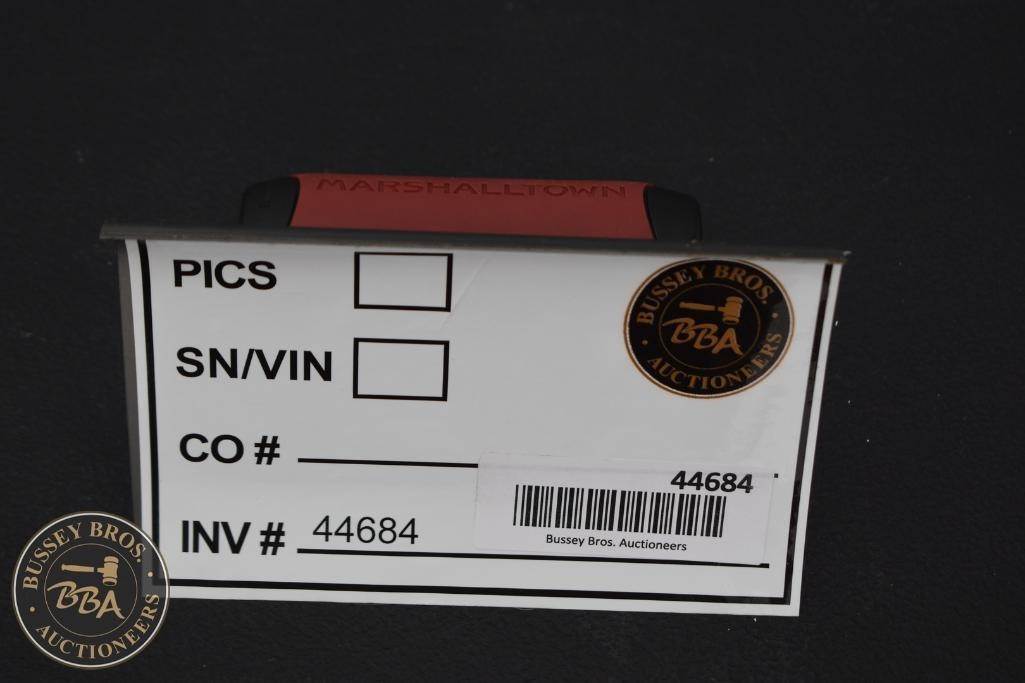 MARSHALLTOWN
PICS
BUSSEY BROS.
BBA
AUCTIONEERS
SN/VIN
CO #
44684
Bussey Bros. Auctioneers
INV # 44684
BUSSEY BROS.
BBA
AUCTIONEERS